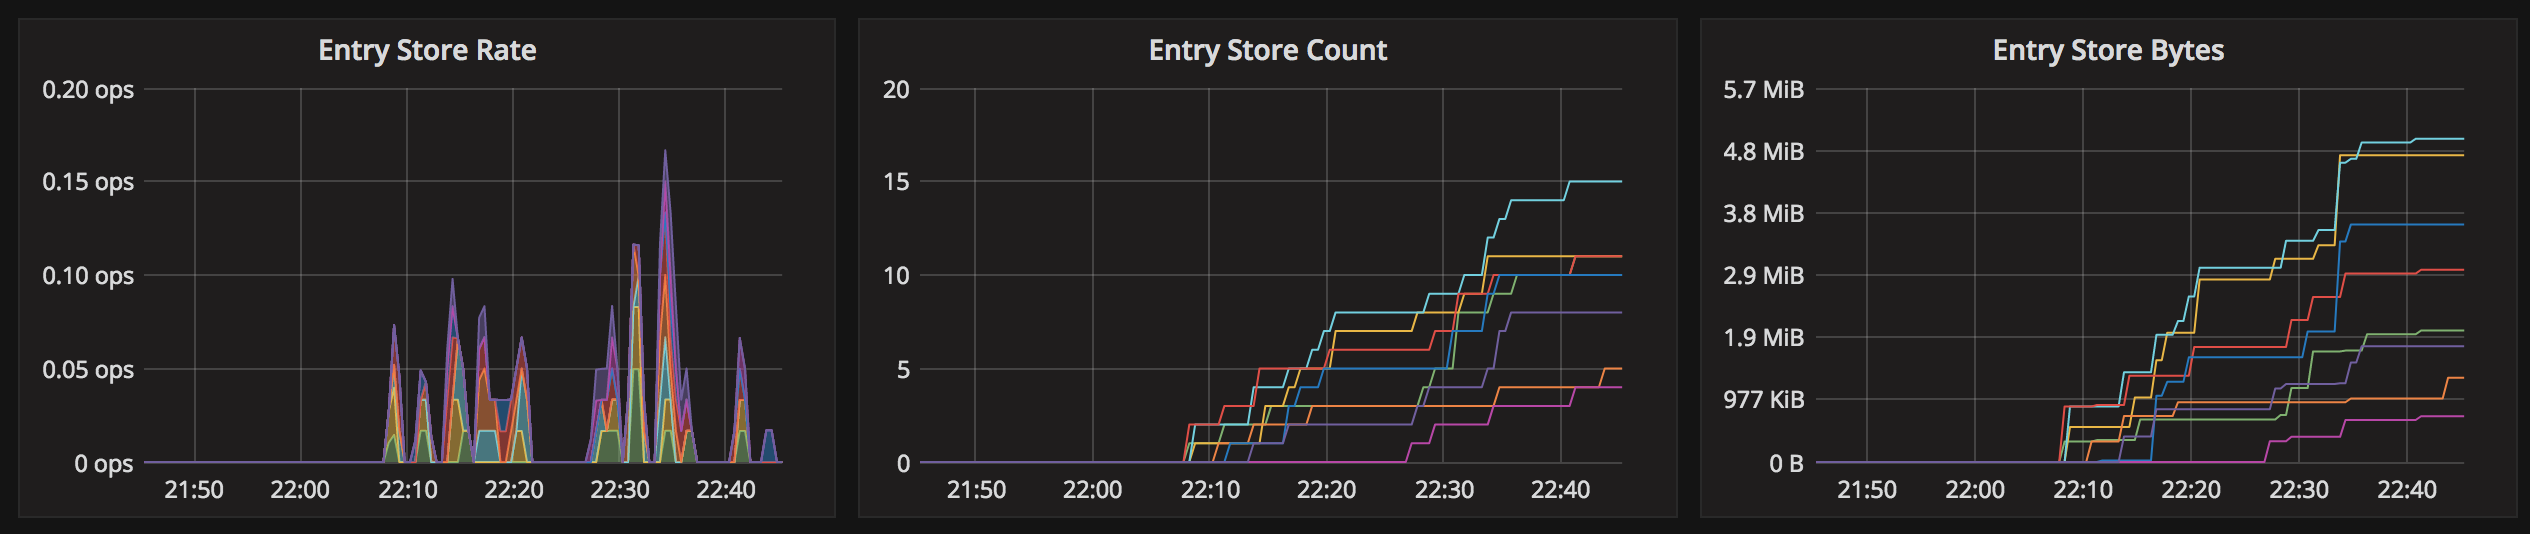 Entry Store Rate
0.20 ops
0.15 ops
0.10 ops
0.05 ops
0 ops
21:50 22:00 22:10 22:20 22:30 22:40
Entry Store Count
20
15
10
5
0
21:50 22:00 22:10 22:20 22:30 22:40
Entry Store Bytes
5.7 MiB
4.8 MiB
3.8 MiB
2.9 MiB
1.9 MiB
977 KiB
0 B
21:50 22:00 22:10 22:20 22:30 22:40